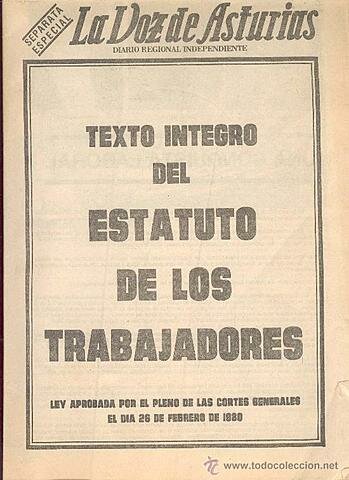 SEPARATA
ESPECIAL
La Voz de Asturias
DIARIO REGIONAL INDEPENDIENTE
TEXTO INTEGRO
DEL
ESTATUTO
DE LOS
TRABAJADORES
LEY APROBADA POR EL PLENO DE LAS CORTES GENERALES
EL DIA 26 DE FEBRERO DE 1980
www.todocoleccion.net